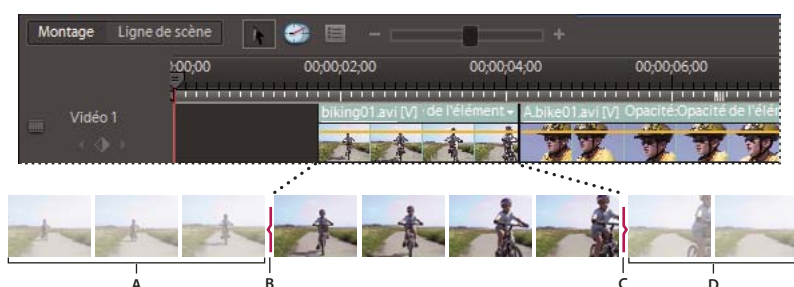 Montage Ligne de scène
00;00 00;00;02;00 00;00;04;00 00;00;06;00
Vidéo 1
biking01.avi [V] de l'élément
A.bike01.avi [V] Opacité:Opacité de l'élém
A B C D